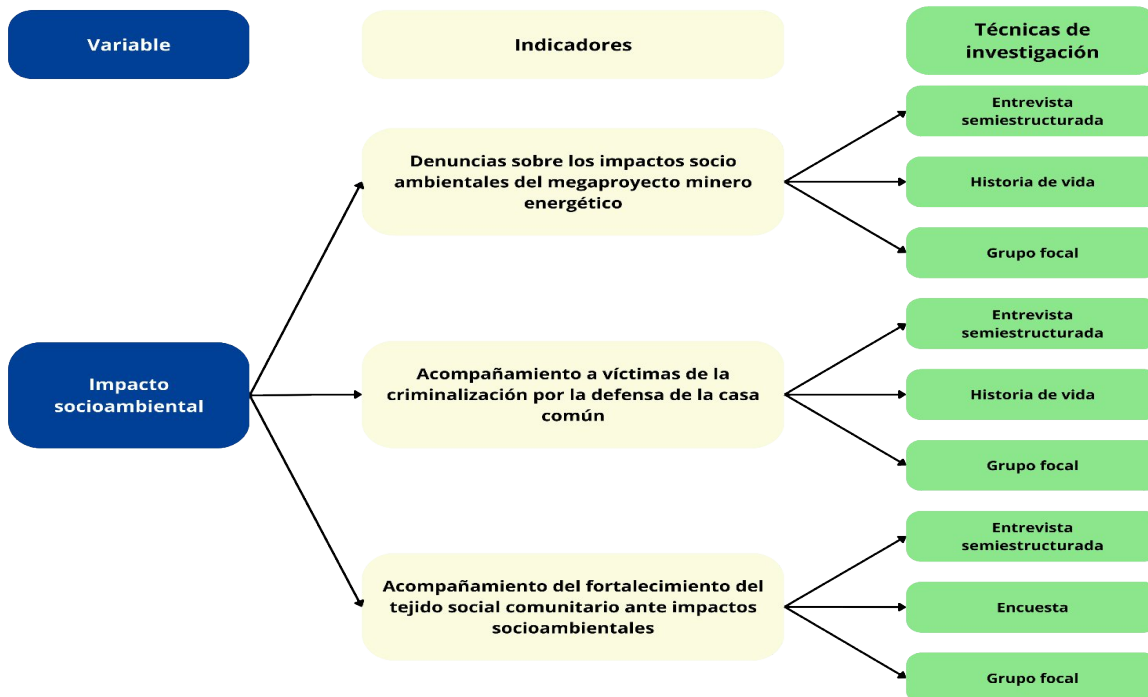 Variable
Indicadores
Técnicas de
investigación
Impacto
socioambiental
Denuncias sobre los impactos socio
ambientales del megaproyecto minero
energético
Entrevista
semiestructurada
Historia de vida
Grupo focal
Acompañamiento a víctimas de la
criminalización por la defensa de la casa
común
Entrevista
semiestructurada
Historia de vida
Grupo focal
Acompañamiento del fortalecimiento del
tejido social comunitario ante impactos
socioambientales
Entrevista
semiestructurada
Encuesta
Grupo focal